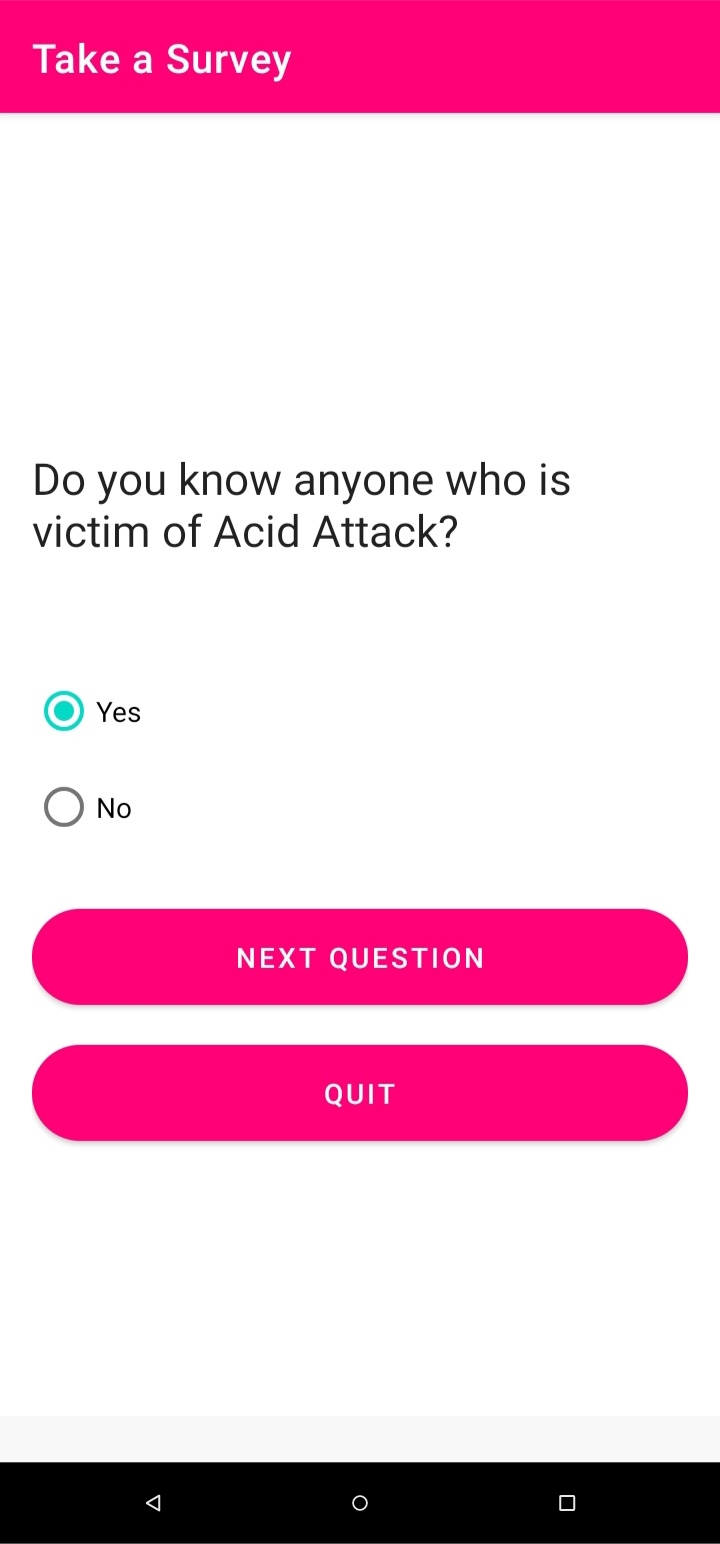 Take a Survey
Do you know anyone who is
victim of Acid Attack?
Yes
No
NEXT QUESTION
QUIT